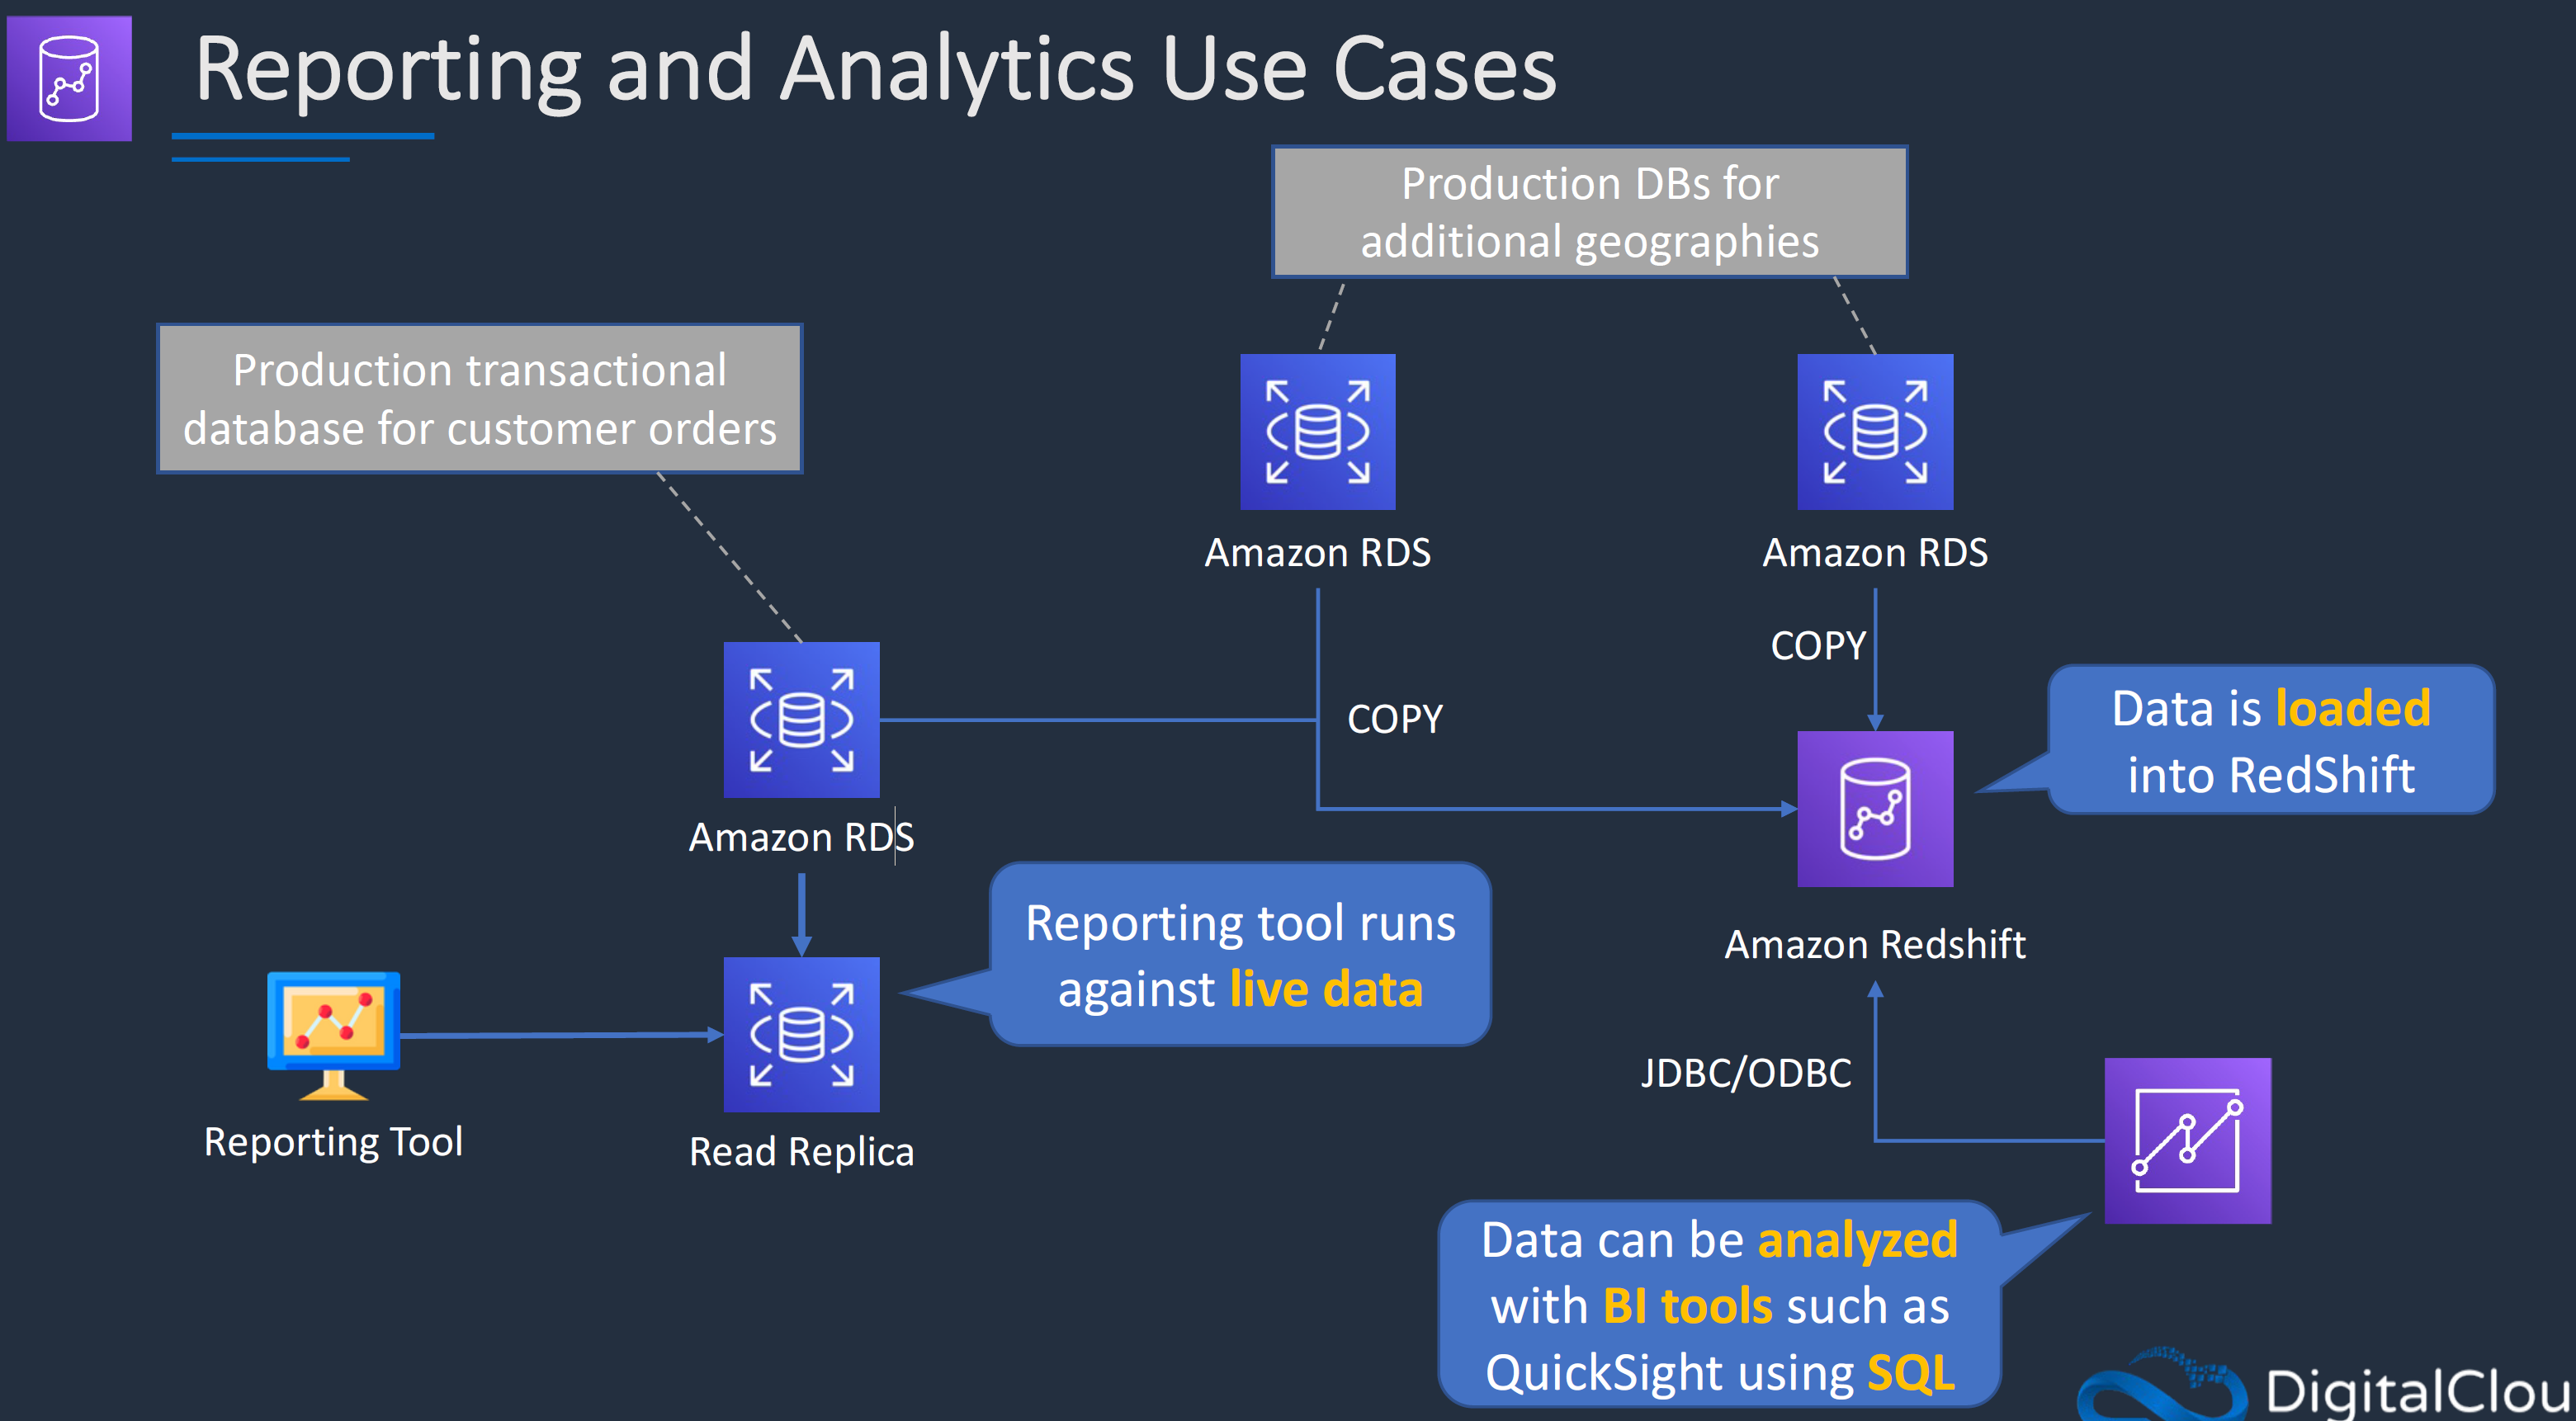 Reporting and Analytics Use Cases
Production DBs for
additional geographies
Production transactional
database for customer orders
Amazon RDS
Amazon RDS
COPY
COPY
Data is loaded
into RedShift
Amazon RDS
Reporting tool runs
against live data
Amazon Redshift
JDBC/ODBC
Reporting Tool
Read Replica
Data can be analyzed
with BI tools such as
QuickSight using SQL
DigitalClou